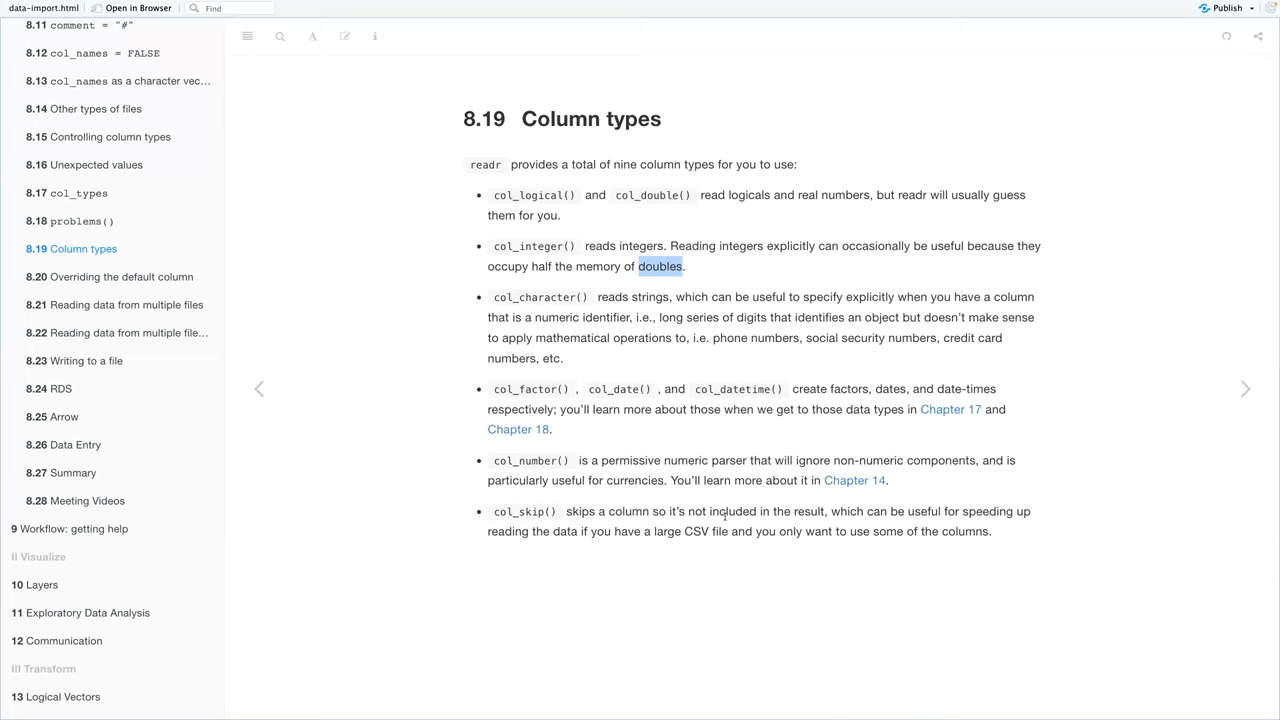 data-import.html
Open in Browser
Find
Publish
8.11 comment = "#"
8.12 col_names = FALSE
8.13 col_names as a character vec...
8.14 Other types of files
8.15 Controlling column types
8.16 Unexpected values
8.17 col_types
8.18 problems()
8.19 Column types
8.20 Overriding the default column
8.21 Reading data from multiple files
8.22 Reading data from multiple file...
8.23 Writing to a file
8.24 RDS
8.25 Arrow
8.26 Data Entry
8.27 Summary
8.28 Meeting Videos
9 Workflow: getting help
II Visualize
10 Layers
11 Exploratory Data Analysis
12 Communication
III Transform
13 Logical Vectors
A
i
8.19 Column types
readr provides a total of nine column types for you to use:
• col_logical() and col_double() read logicals and real numbers, but readr will usually guess
them for you.
• col_integer() reads integers. Reading integers explicitly can occasionally be useful because they
occupy half the memory of doubles.
• col_character() reads strings, which can be useful to specify explicitly when you have a column
that is a numeric identifier, i.e., long series of digits that identifies an object but doesn't make sense
to apply mathematical operations to, i.e. phone numbers, social security numbers, credit card
numbers, etc.
• col_factor() , col_date() , and col_datetime() create factors, dates, and date-times
respectively; you'll learn more about those when we get to those data types in Chapter 17 and
Chapter 18.
• col_number() is a permissive numeric parser that will ignore non-numeric components, and is
particularly useful for currencies. You'll learn more about it in Chapter 14.
• col_skip() skips a column so it's not included in the result, which can be useful for speeding up
reading the data if you have a large CSV file and you only want to use some of the columns.